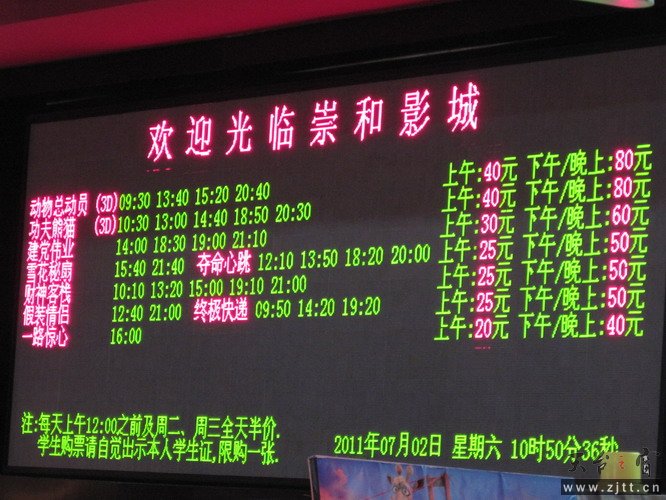 欢迎光临崇和影城
动物总动员 (3D) 09:30 13:40 15:20 20:40 上午:40元 下午/晚上:80元
功夫熊猫 (3D) 10:30 13:00 14:40 18:50 20:30 上午:40元 下午/晚上:80元
建党伟业 14:00 18:30 19:00 21:10 上午:30元 下午/晚上:60元
雪花秘扇 15:40 21:40 夺命心跳 12:10 13:50 18:20 20:00 上午:25元 下午/晚上:50元
财神客栈 10:10 13:20 15:00 19:10 21:00 上午:25元 下午/晚上:50元
假装情侣 12:40 21:00 终极快递 09:50 14:20 19:20 上午:25元 下午/晚上:50元
一路惊心 16:00 上午:20元 下午/晚上:40元
注:每天上午12:00之前及周二、周三全天半价.
学生购票请自觉出示本人学生证,限购一张.
2011年07月02日 星期六 10时50分36秒
www.zjtt.cn